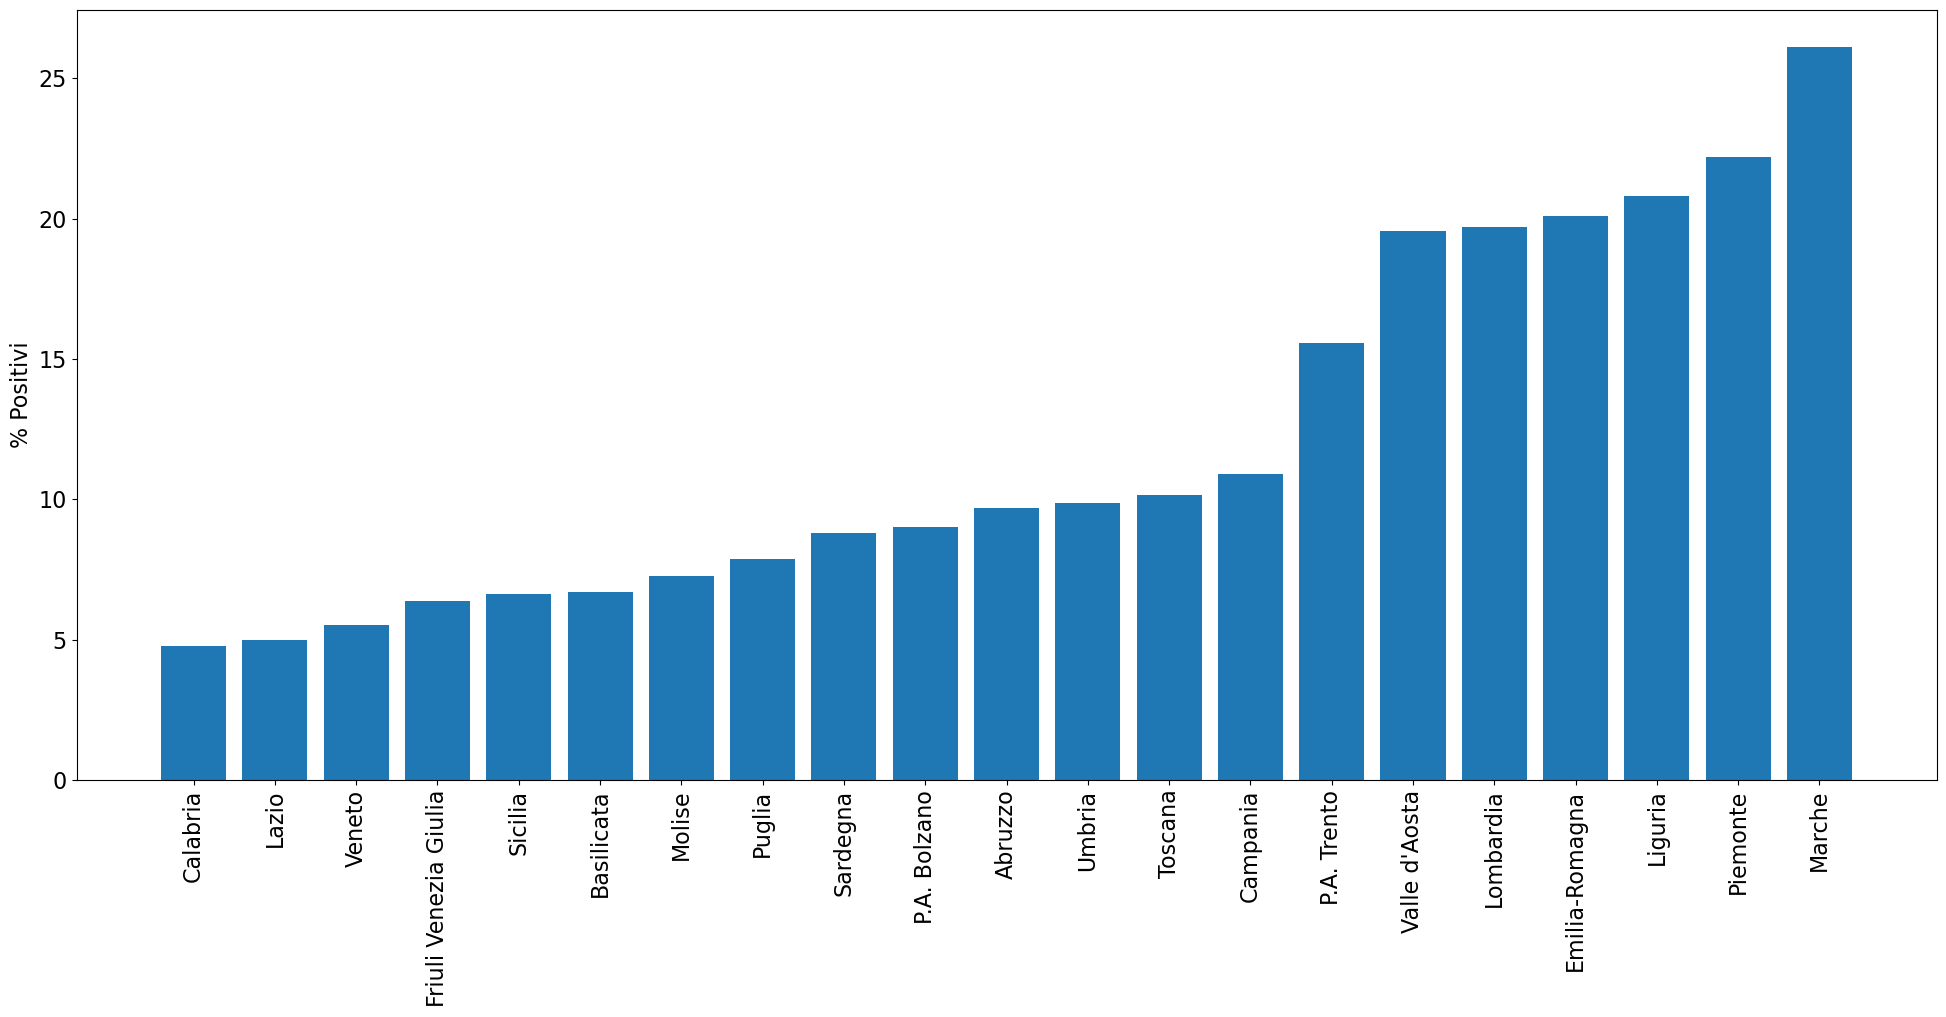 % Positivi
25
20
15
10
5
0
Calabria
Lazio
Veneto
Friuli Venezia Giulia
Sicilia
Basilicata
Molise
Puglia
Sardegna
P.A. Bolzano
Abruzzo
Umbria
Toscana
Campania
P.A. Trento
Valle d'Aosta
Lombardia
Emilia-Romagna
Liguria
Piemonte
Marche